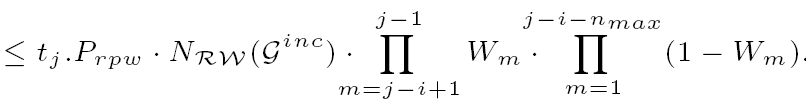 ≤ t_j.P_{rpw} · N_{\mathcal{RW}}(\mathcal{G}^{inc}) · \prod_{m=j-i+1}^{j-1} W_m · \prod_{m=1}^{j-i-n_{max}} (1 − W_m).